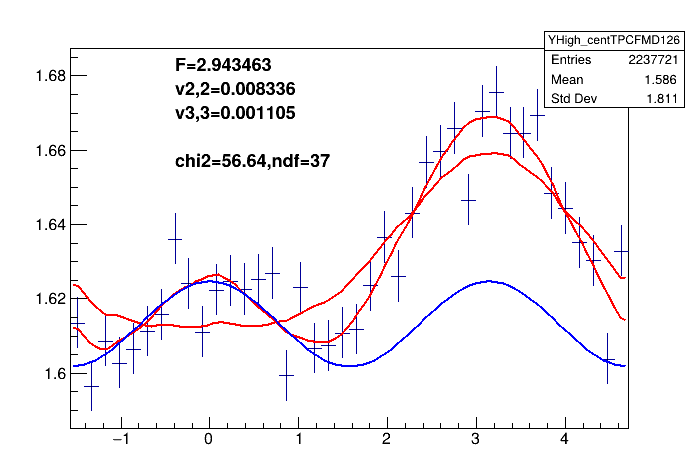 YHigh_centTPCFMD126
Entries 2237721
Mean 1.586
Std Dev 1.811
F=2.943463
v2,2=0.008336
v3,3=0.001105
chi2=56.64,ndf=37
1.68
1.66
1.64
1.62
1.6
−1 0 1 2 3 4